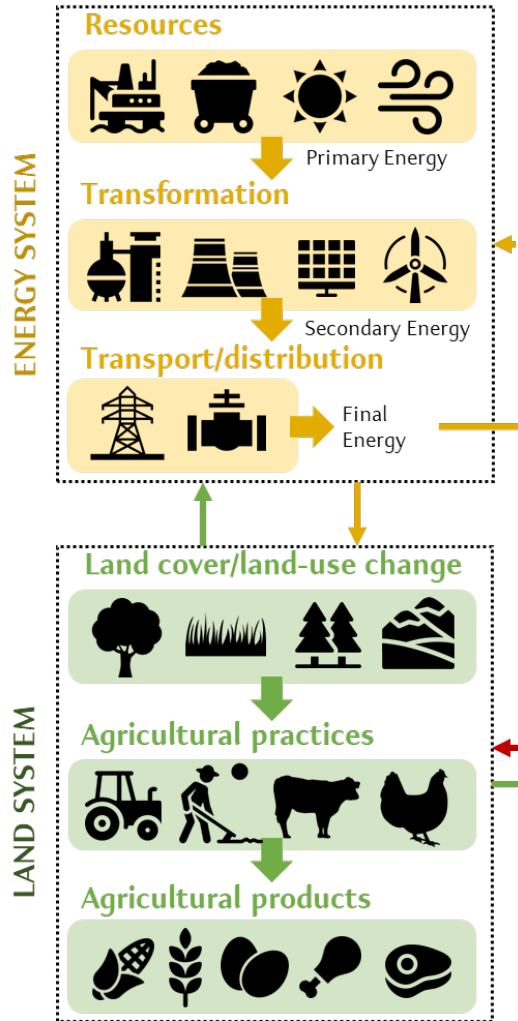 Resources
Primary Energy
Transformation
Secondary Energy
Transport/distribution
Final
Energy
ENERGY SYSTEM
Land cover/land-use change
Agricultural practices
Agricultural products
LAND SYSTEM